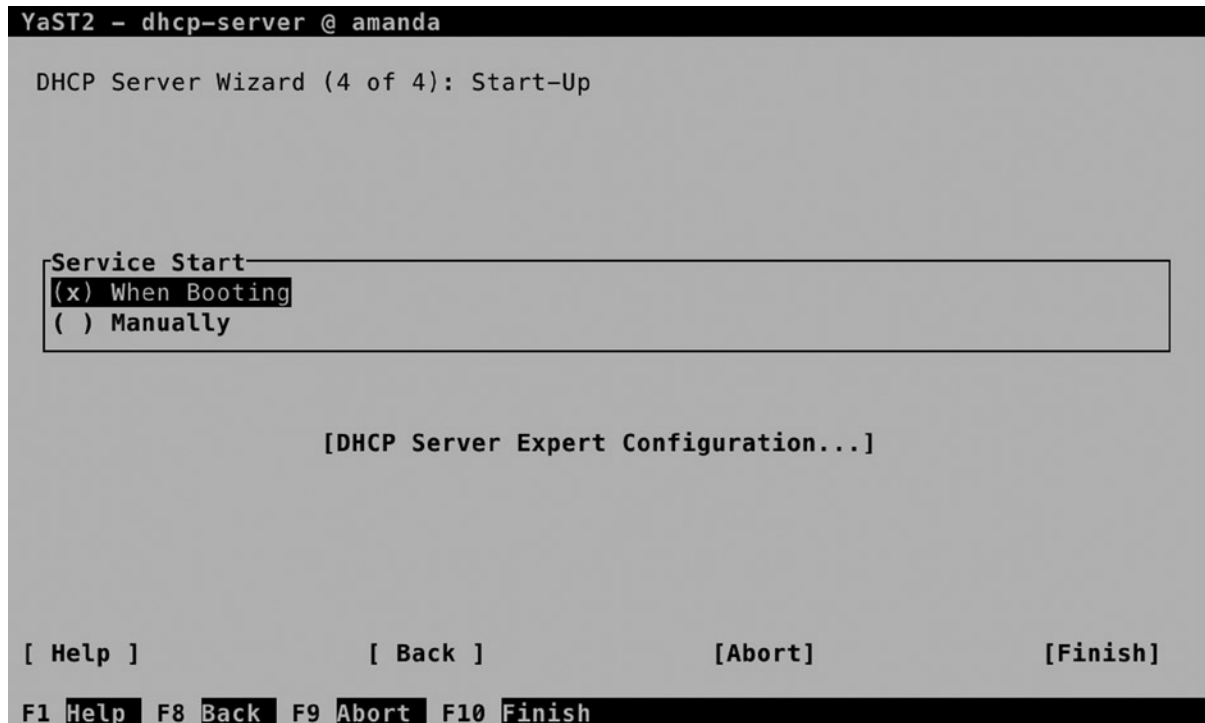 YaST2 – dhcp–server @ amanda
DHCP Server Wizard (4 of 4): Start–Up
Service Start
(x) When Booting
( ) Manually
[DHCP Server Expert Configuration...]
[ Help ] [ Back ] [Abort] [Finish]
F1 Help F8 Back F9 Abort F10 Finish